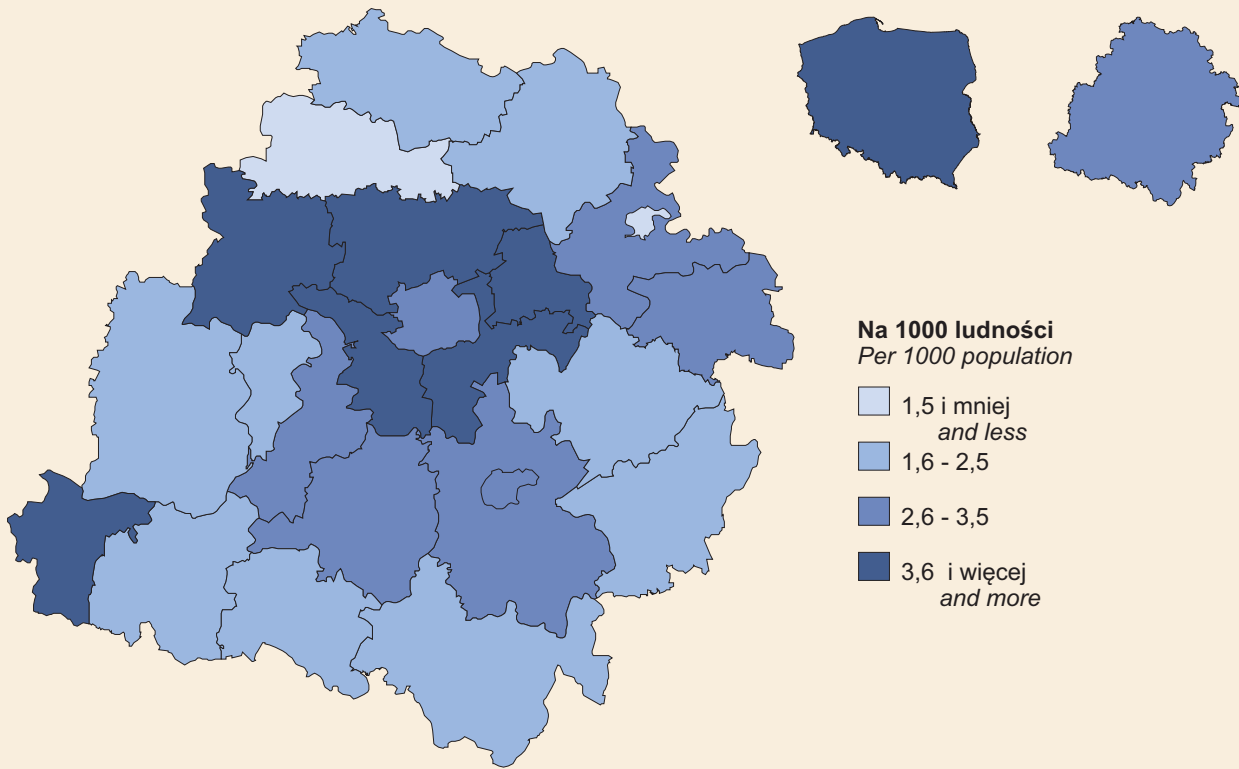 Na 1000 ludności
Per 1000 population
1,5 i mniej
and less
1,6 - 2,5
2,6 - 3,5
3,6 i więcej
and more